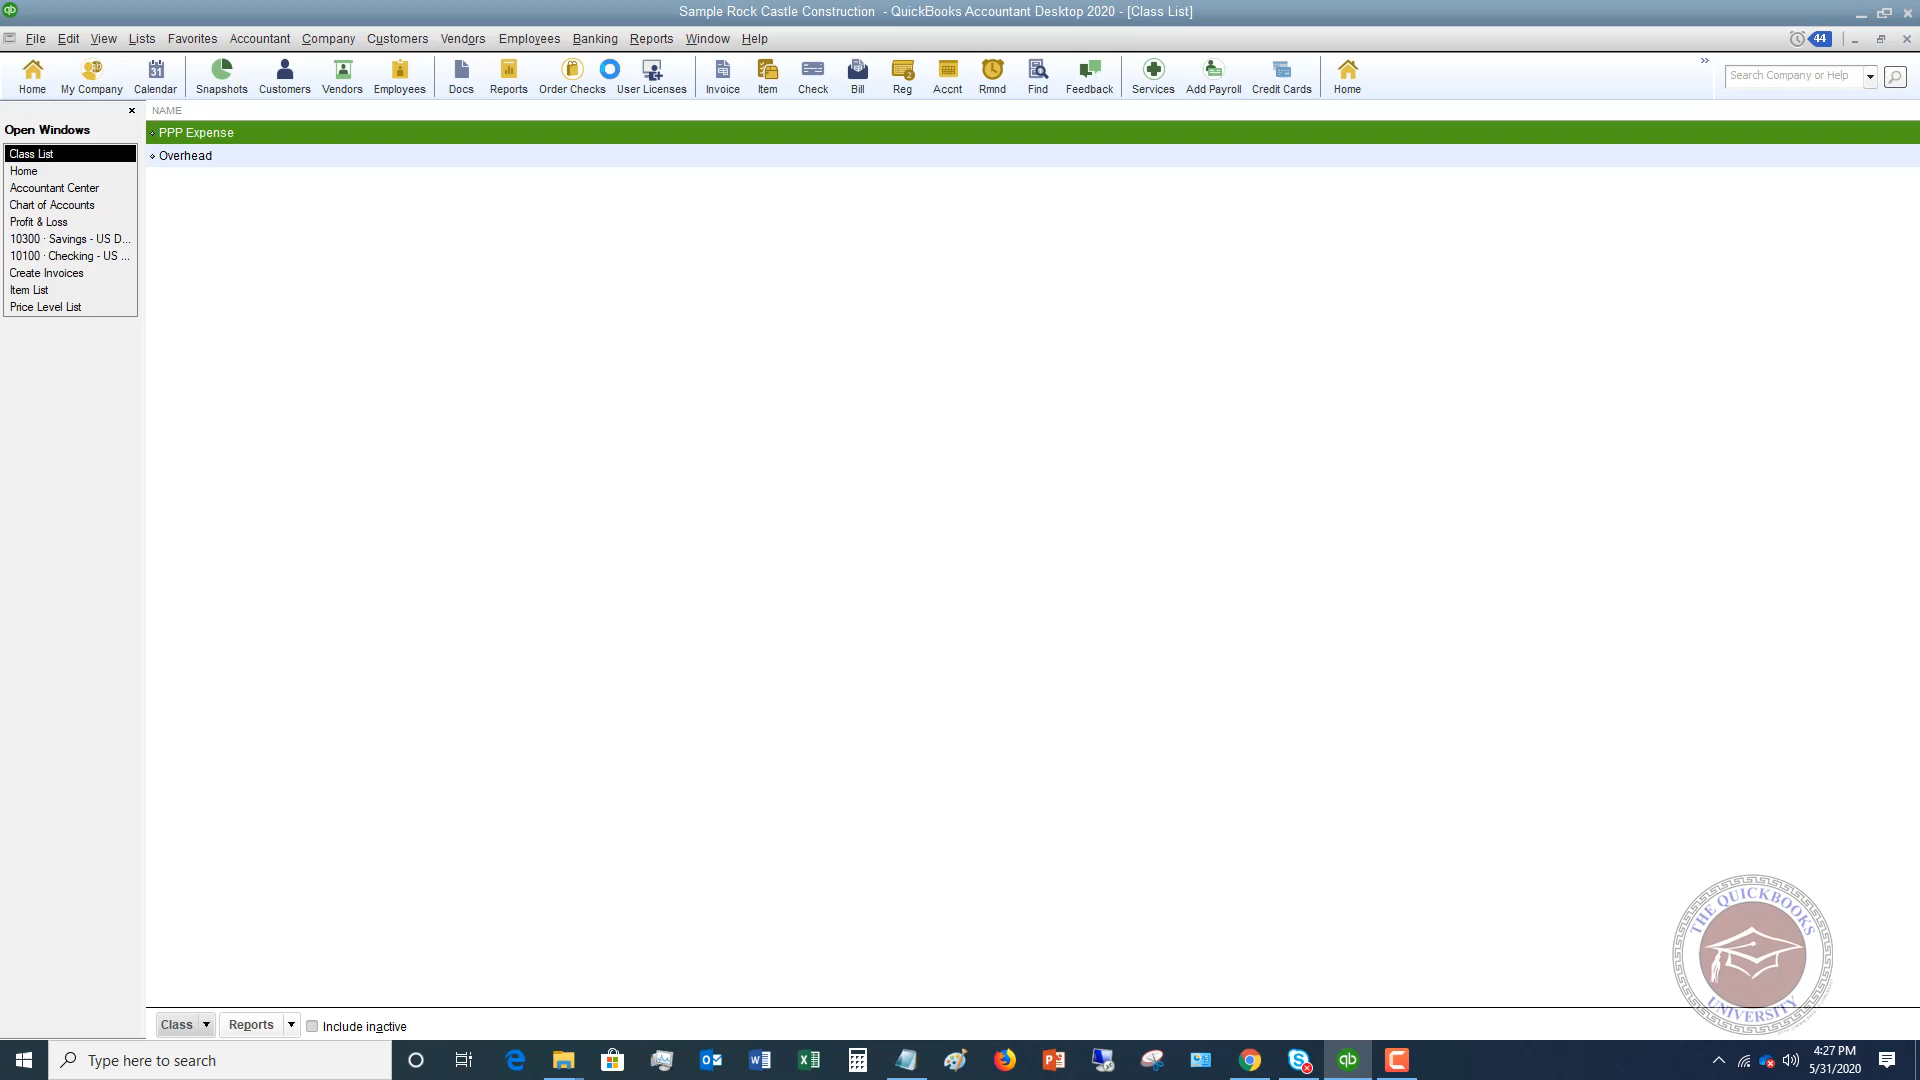 Sample Rock Castle Construction - QuickBooks Accountant Desktop 2020 - [Class List]
File Edit View Lists Favorites Accountant Company Customers Vendors Employees Banking Reports Window Help
44
Home My Company Calendar Snapshots Customers Vendors Employees Docs Reports Order Checks User Licenses Invoice Item Check Bill Reg Accnt Rmnd Find Feedback Services Add Payroll Credit Cards Home
Search Company or Help
NAME
Open Windows
PPP Expense
Overhead
Class List
Home
Accountant Center
Chart of Accounts
Profit & Loss
10300 · Savings - US D...
10100 · Checking - US ...
Create Invoices
Item List
Price Level List
THE QUICKBOOKS
UNIVERSITY
Class Reports Include inactive
Type here to search
4:27 PM
5/31/2020